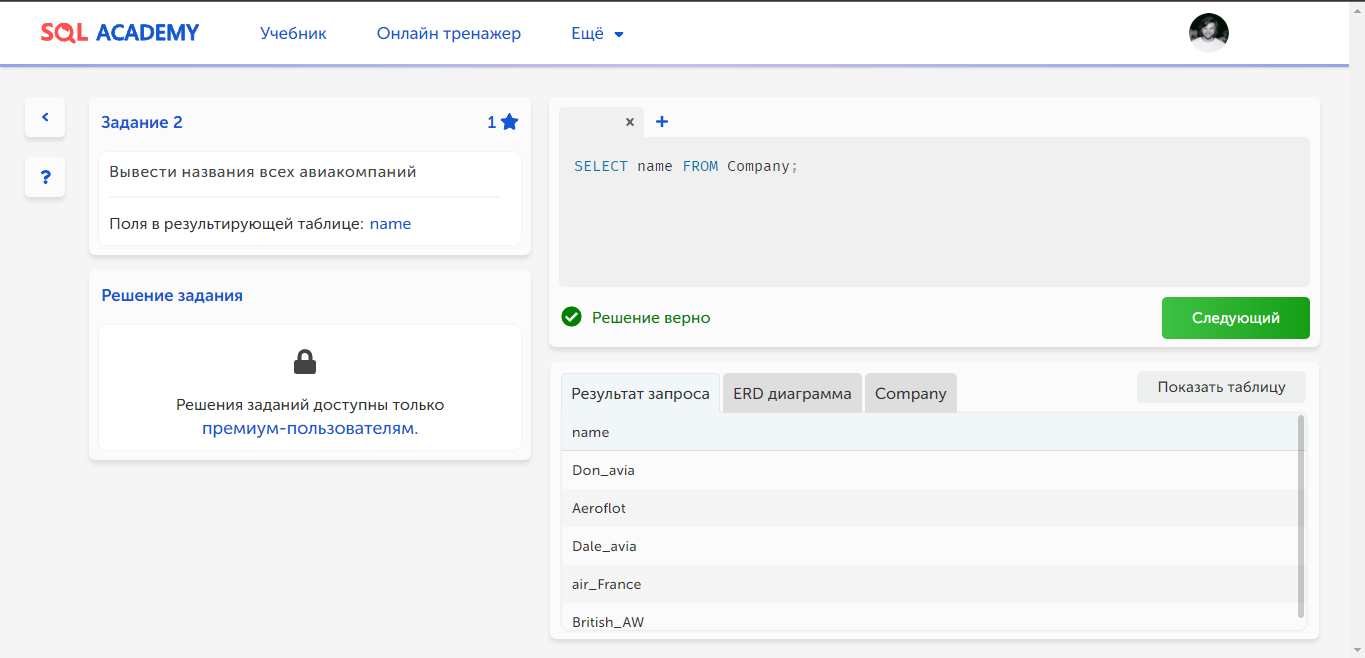 SQL ACADEMY
Учебник
Онлайн тренажер
Ещё
Задание 2
1
Вывести названия всех авиакомпаний
Поля в результирующей таблице: name
?
Решение задания
Решения заданий доступны только
премиум-пользователям.
SELECT name FROM Company;
Решение верно
Следующий
Результат запроса
ERD диаграмма
Company
Показать таблицу
name
Don_avia
Aeroflot
Dale_avia
air_France
British_AW